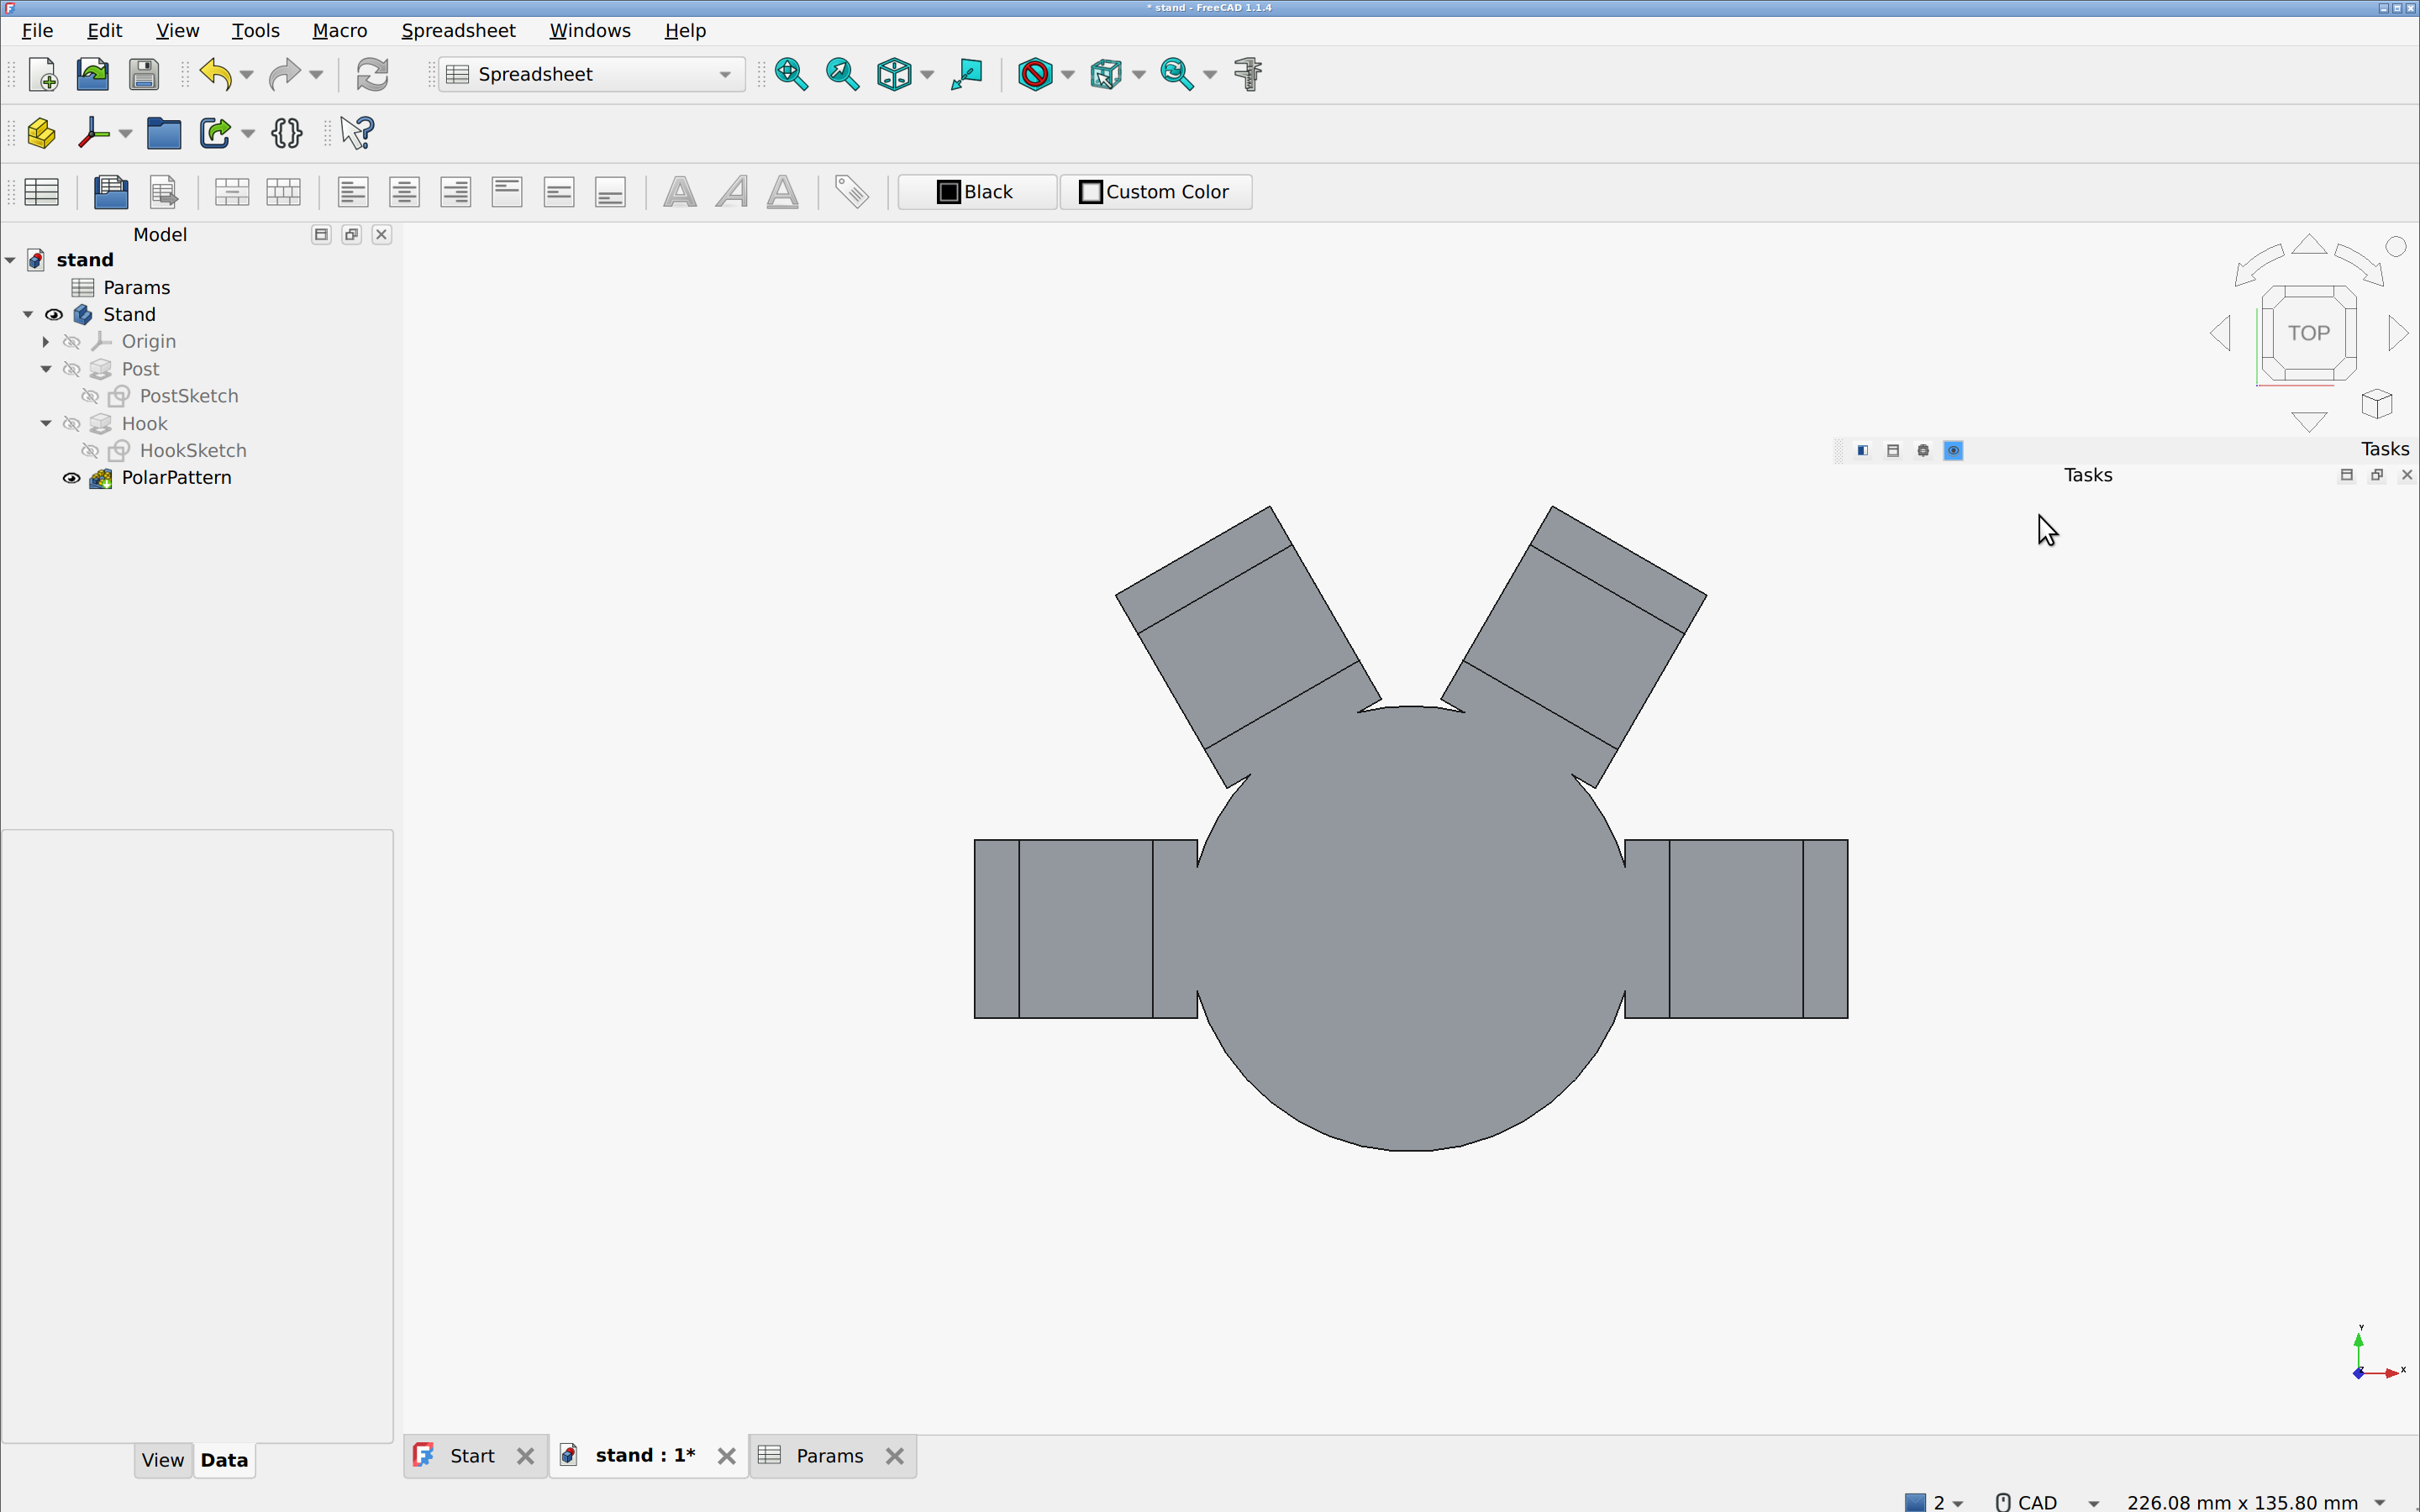 * stand - FreeCAD 1.1.4
File Edit View Tools Macro Spreadsheet Windows Help
Spreadsheet
Black Custom Color
Model
stand
Params
Stand
Origin
Post
PostSketch
Hook
HookSketch
PolarPattern
TOP
Tasks
Tasks
Y
X
Z
View Data
Start stand : 1* Params
2 CAD 226.08 mm x 135.80 mm